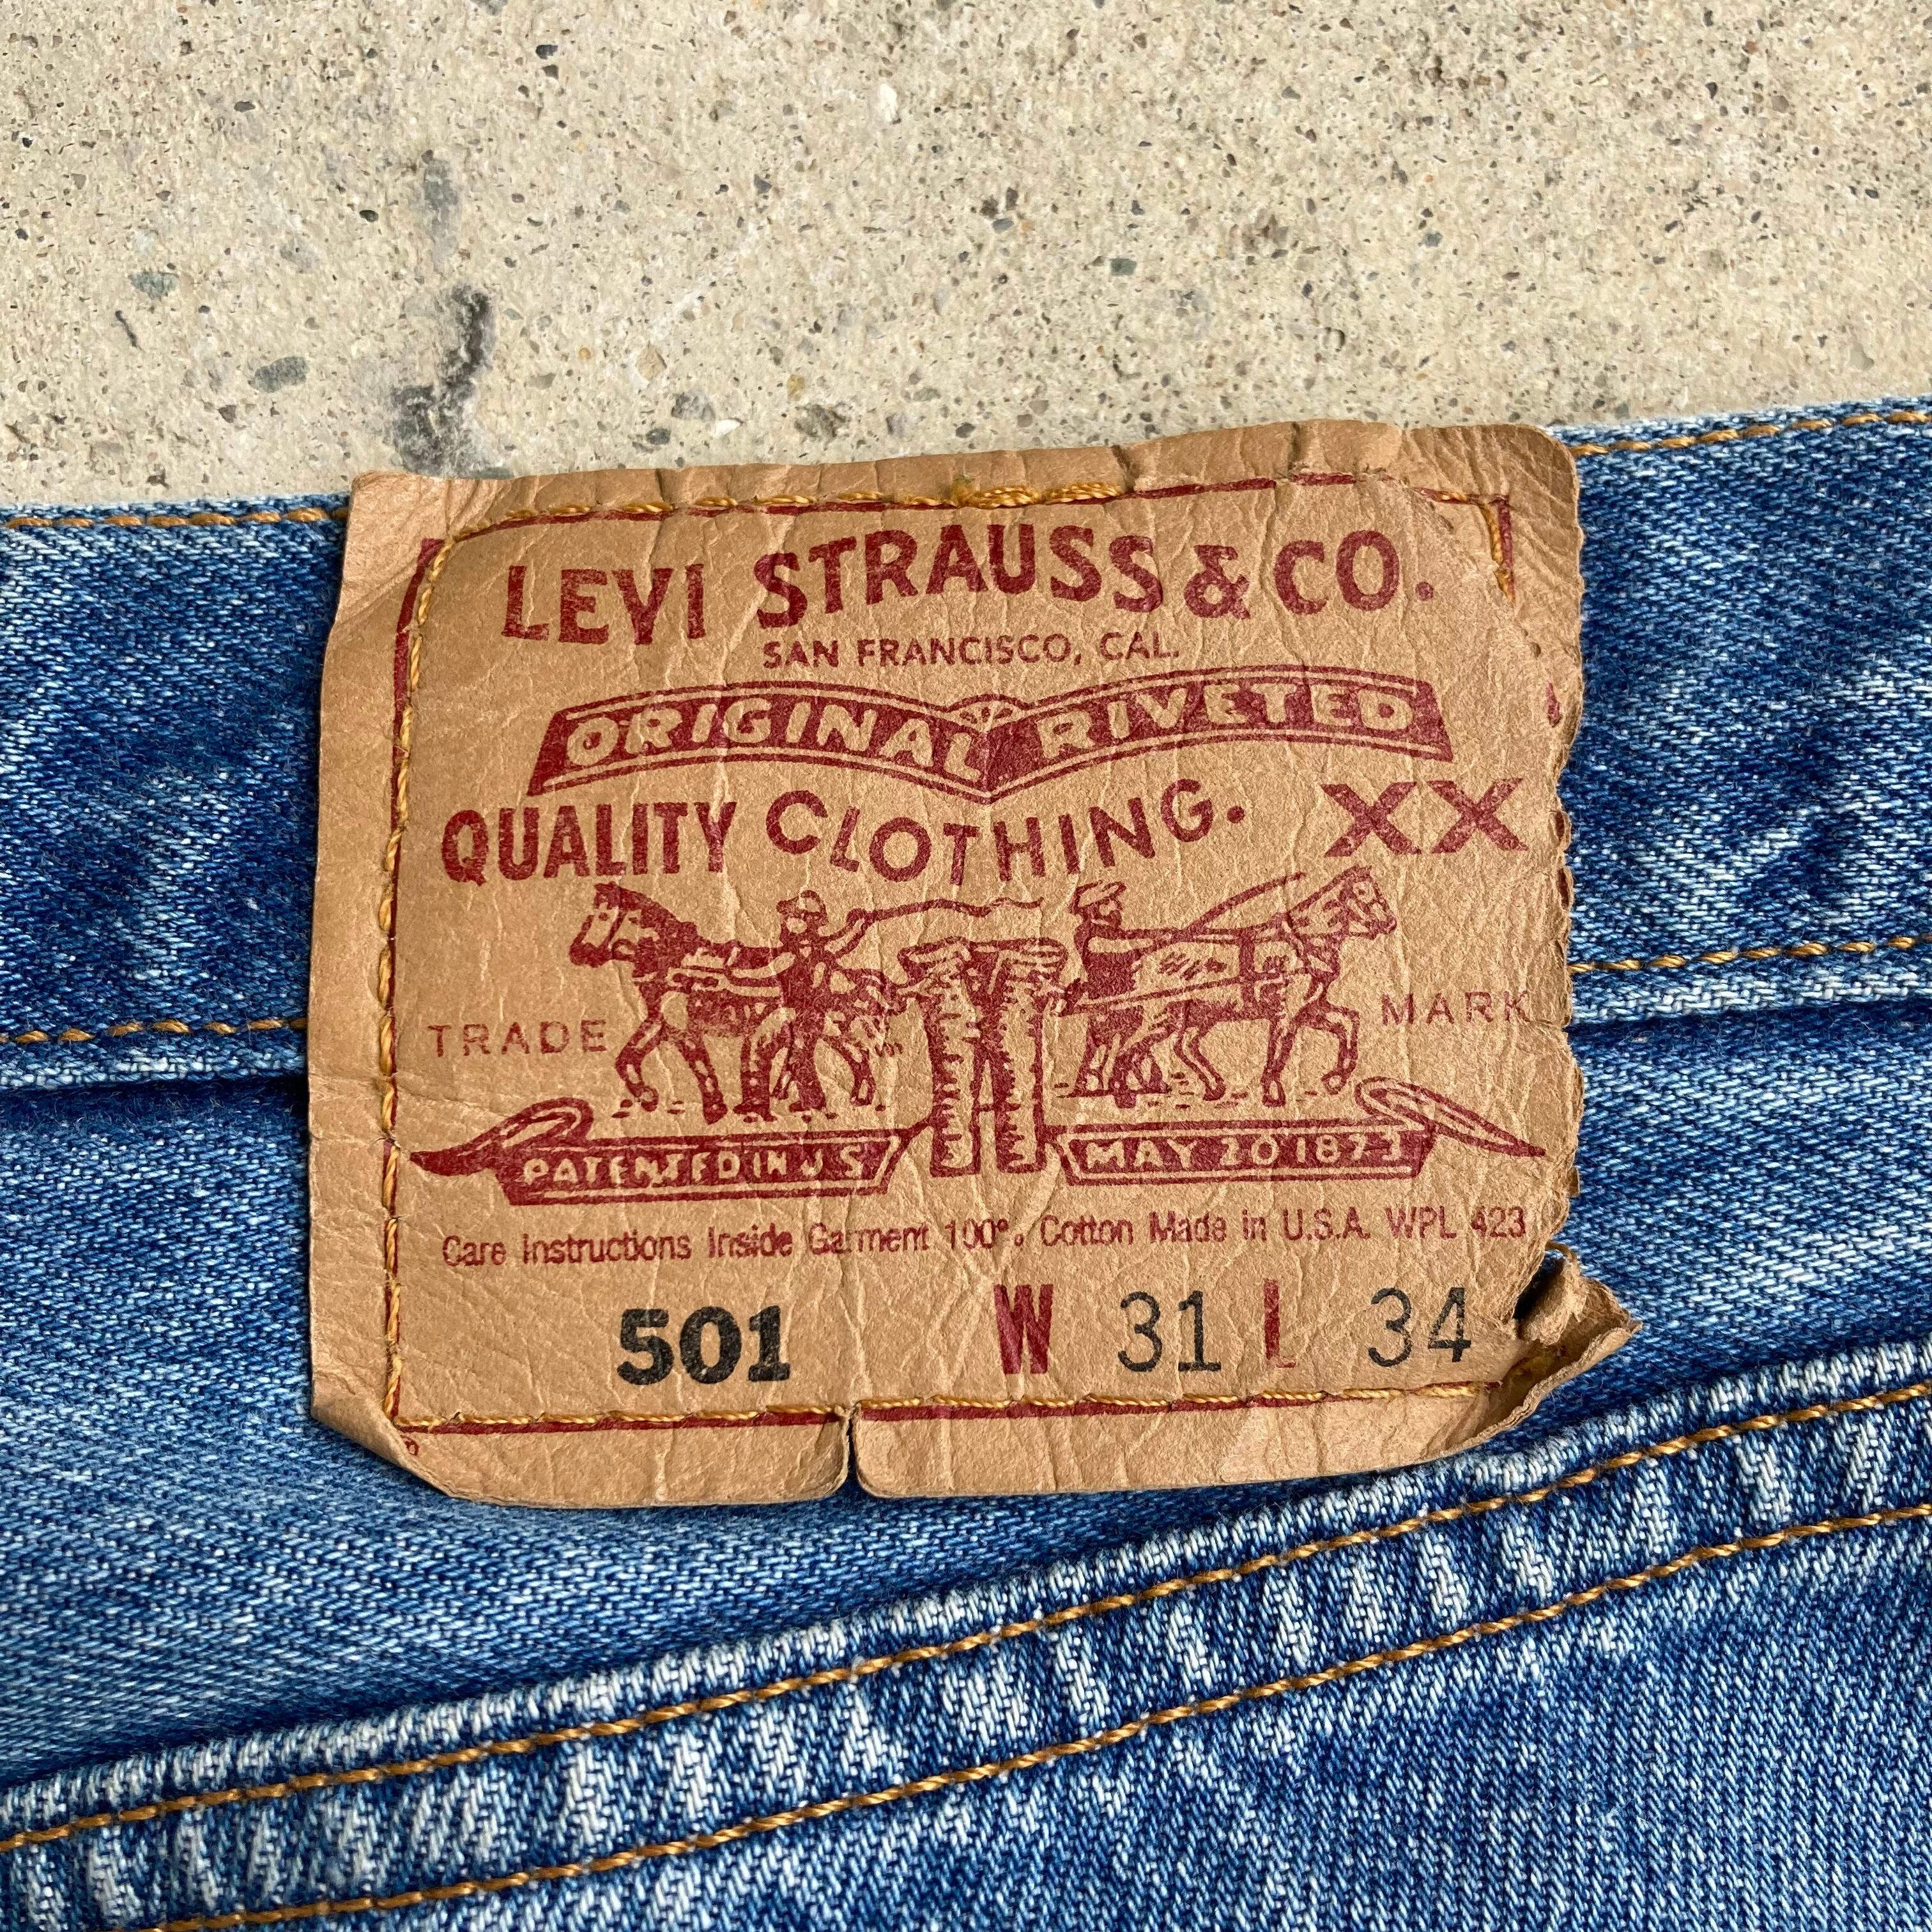 LEVI STRAUSS & CO.
SAN FRANCISCO, CAL.
ORIGINAL RIVETED
QUALITY CLOTHING. XX
TRADE MARK
PATENTED IN U S MAY 20 1873
Care Instructions Inside Garment 100% Cotton Made in U.S.A. WPL 423
501 W 31 L 34